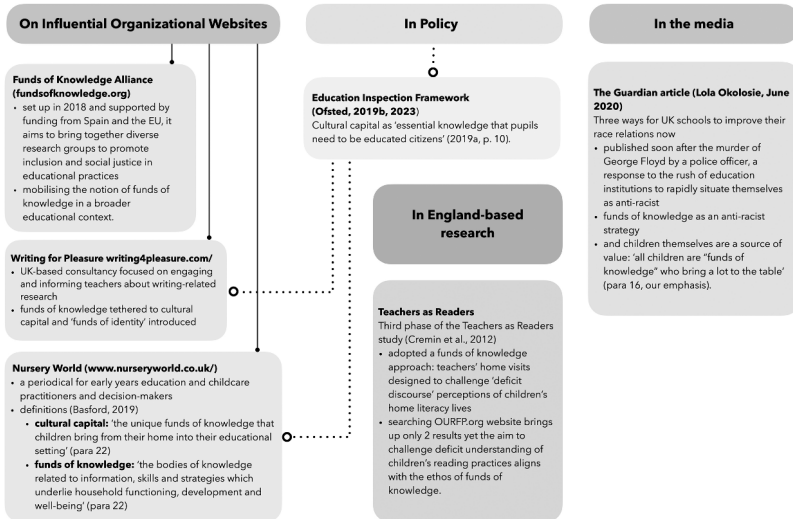 On Influential Organizational Websites
Funds of Knowledge Alliance
(fundsofknowledge.org)
• set up in 2018 and supported by
funding from Spain and the EU, it
aims to bring together diverse
research groups to promote
inclusion and social justice in
educational practices
• mobilising the notion of funds of
knowledge in a broader
educational context.
Writing for Pleasure writing4pleasure.com/
• UK-based consultancy focused on engaging
and informing teachers about writing-related
research
• funds of knowledge tethered to cultural
capital and ‘funds of identity’ introduced
Nursery World (www.nurseryworld.co.uk/)
• a periodical for early years education and childcare
practitioners and decision-makers
• definitions (Basford, 2019)
• cultural capital: ‘the unique funds of knowledge that
children bring from their home into their educational
setting’ (para 22)
• funds of knowledge: ‘the bodies of knowledge
related to information, skills and strategies which
underlie household functioning, development and
well-being’ (para 22)
In Policy
Education Inspection Framework
(Ofsted, 2019b, 2023)
Cultural capital as ‘essential knowledge that pupils
need to be educated citizens’ (2019a, p. 10).
In England-based
research
Teachers as Readers
Third phase of the Teachers as Readers
study (Cremin et al., 2012)
• adopted a funds of knowledge
approach: teachers’ home visits
designed to challenge ‘deficit
discourse’ perceptions of children’s
home literacy lives
• searching OURFP.org website brings
up only 2 results yet the aim to
challenge deficit understanding of
children’s reading practices aligns
with the ethos of funds of
knowledge.
In the media
The Guardian article (Lola Okolosie, June
2020)
Three ways for UK schools to improve their
race relations now
• published soon after the murder of
George Floyd by a police officer, a
response to the rush of education
institutions to rapidly situate themselves
as anti-racist
• funds of knowledge as an anti-racist
strategy
• and children themselves are a source of
value: ‘all children are “funds of
knowledge” who bring a lot to the table’
(para 16, our emphasis).